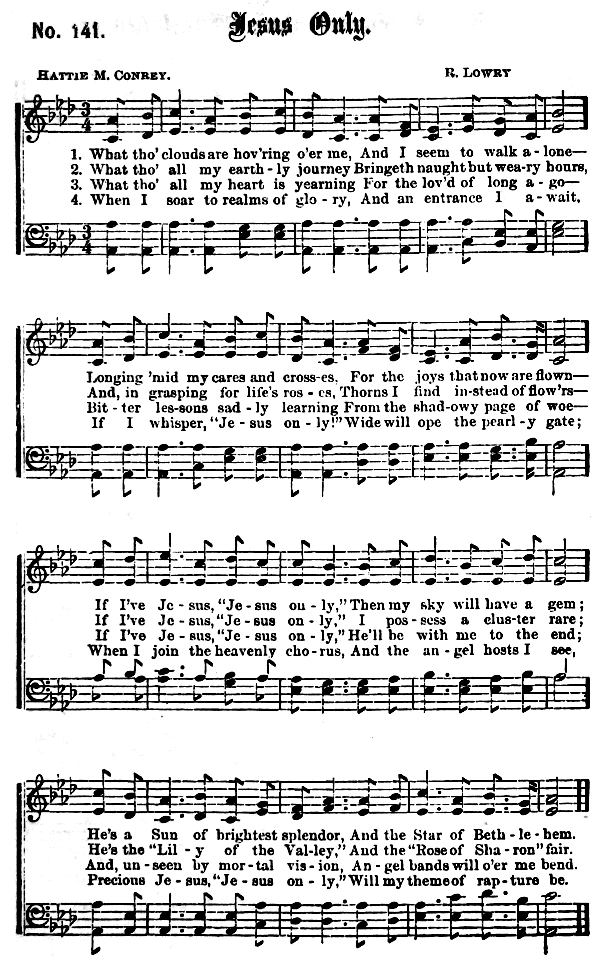 No. 141.
Jesus Only.
HATTIE M. CONREY.
R. LOWRY
1. What tho' clouds are hov'ring o'er me, And I seem to walk a-lone—
2. What tho' all my earth-ly journey Bringeth naught but wea-ry hours,
3. What tho' all my heart is yearning For the lov'd of long a-go—
4. When I soar to realms of glo-ry, And an entrance I a-wait.
Longing 'mid my cares and cross-es, For the joys that now are flown—
And, in grasping for life's ros-es, Thorns I find in-stead of flow'rs—
Bit-ter les-sons sad-ly learning From the shad-owy page of woe—
If I whisper, "Je-sus on-ly!" Wide will ope the pearl-y gate;
If I've Je-sus, "Je-sus on-ly," Then my sky will have a gem;
If I've Je-sus, "Je-sus on-ly," I pos-sess a clus-ter rare;
If I've Je-sus, "Je-sus on-ly," He'll be with me to the end;
When I join the heavenly cho-rus, And the an-gel hosts I see,
He's a Sun of brightest splendor, And the Star of Beth-le-hem.
He's the "Lil-y of the Val-ley," And the "Rose of Sha-ron" fair.
And, un-seen by mor-tal vis-ion, An-gel bands will o'er me bend.
Precious Je-sus, "Je-sus on-ly," Will my theme of rap-ture be.